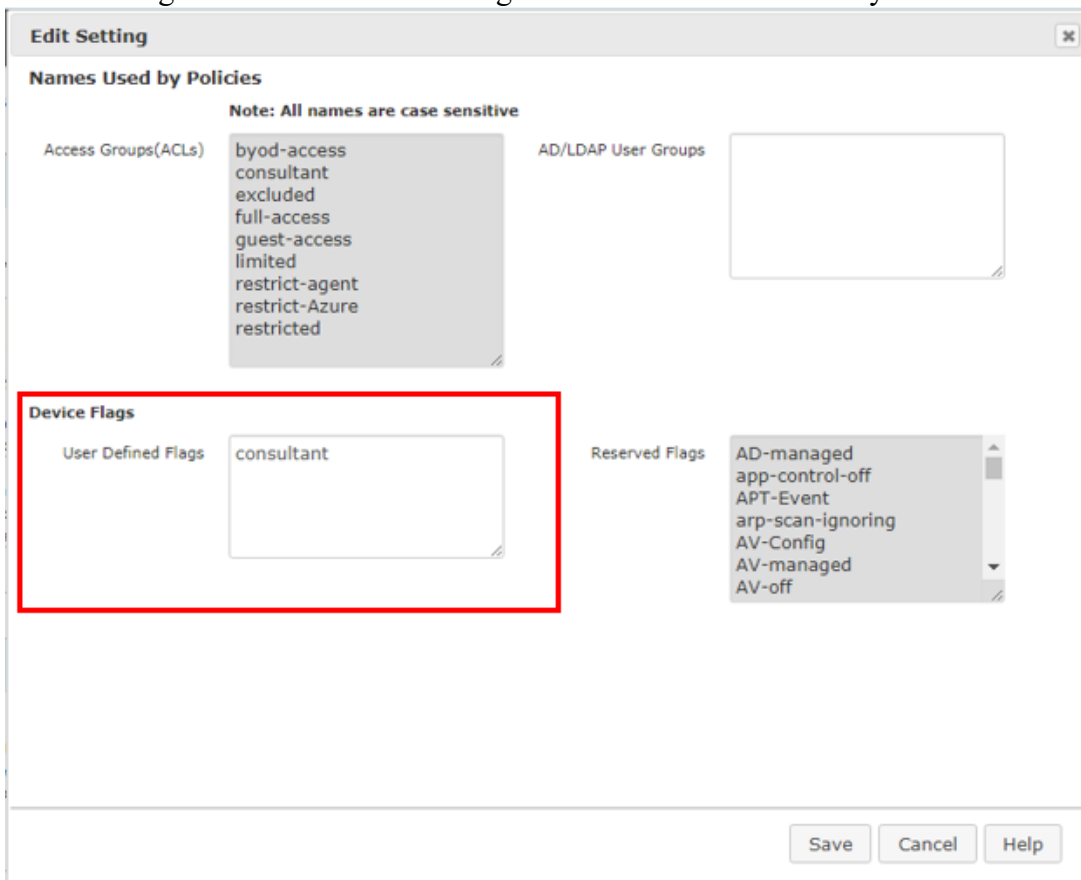 Edit Setting
Names Used by Policies
Note: All names are case sensitive
Access Groups(ACLs)
byod-access
consultant
excluded
full-access
guest-access
limited
restrict-agent
restrict-Azure
restricted
AD/LDAP User Groups
Device Flags
User Defined Flags
consultant
Reserved Flags
AD-managed
app-control-off
APT-Event
arp-scan-ignoring
AV-Config
AV-managed
AV-off
Save
Cancel
Help